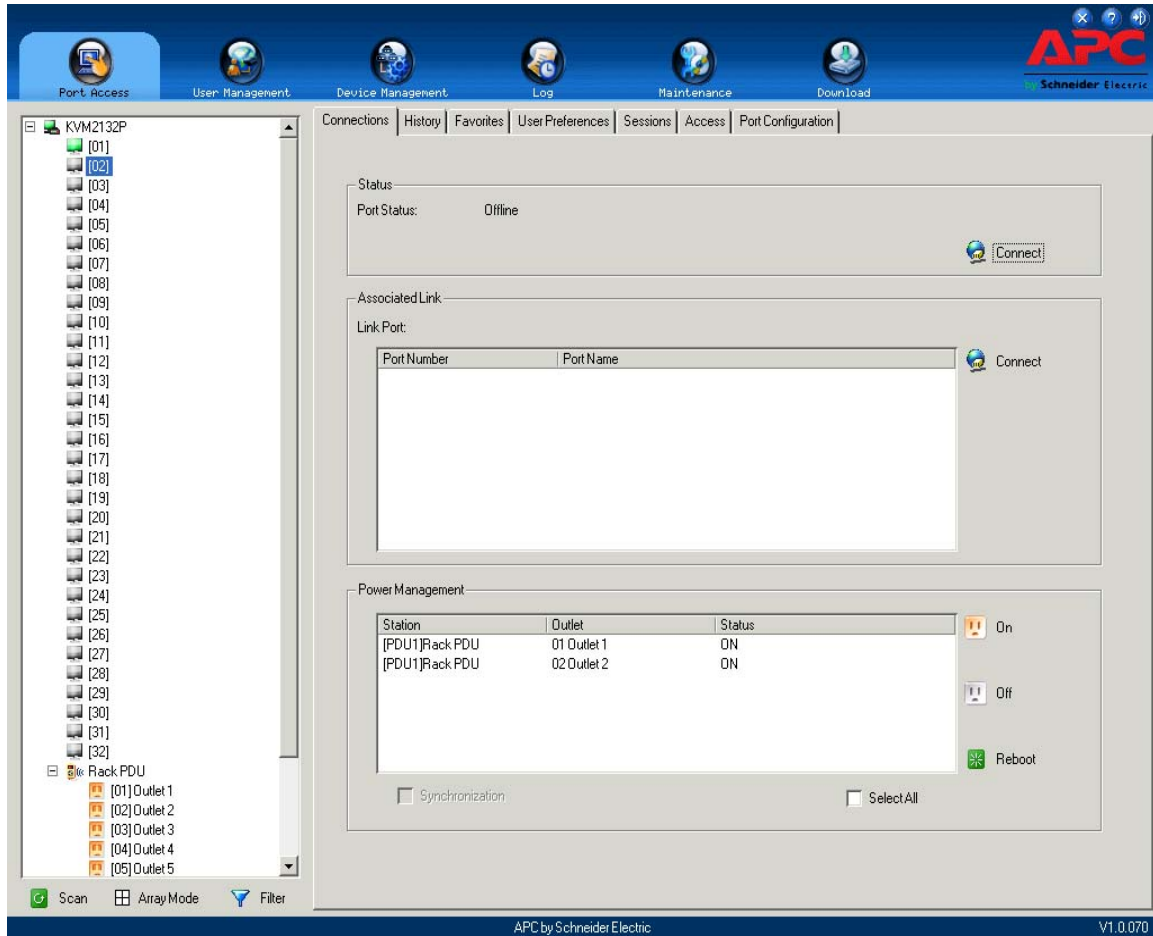 APC
by Schneider Electric
Port Access
User Management
Device Management
Log
Maintenance
Download
KVM2132P
[01]
[02]
[03]
[04]
[05]
[06]
[07]
[08]
[09]
[10]
[11]
[12]
[13]
[14]
[15]
[16]
[17]
[18]
[19]
[20]
[21]
[22]
[23]
[24]
[25]
[26]
[27]
[28]
[29]
[30]
[31]
[32]
Rack PDU
[01] Outlet 1
[02] Outlet 2
[03] Outlet 3
[04] Outlet 4
[05] Outlet 5
Scan Array Mode Filter
Connections History Favorites User Preferences Sessions Access Port Configuration
Status
Port Status: Offline
Connect
Associated Link
Link Port:
Port Number Port Name
Connect
Power Management
Station Outlet Status
[PDU1]Rack PDU 01 Outlet 1 ON
[PDU1]Rack PDU 02 Outlet 2 ON
On
Off
Reboot
Synchronization Select All
APC by Schneider Electric V1.0.070